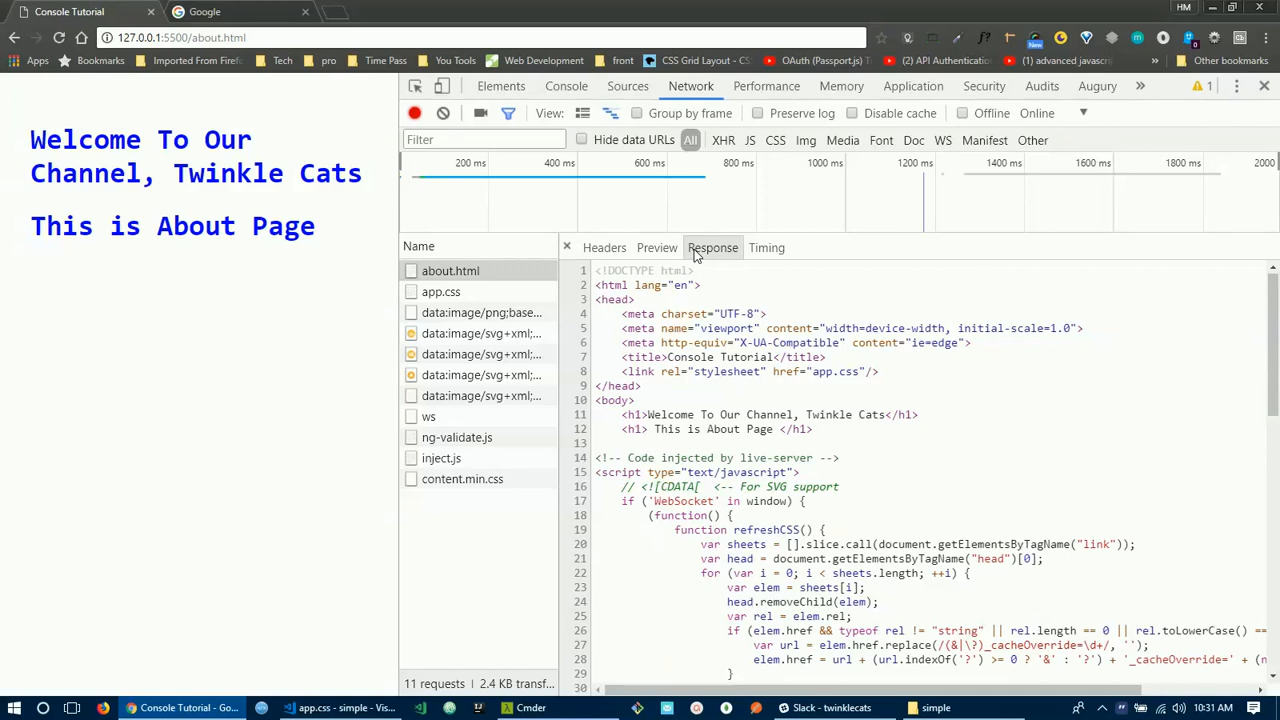 Console Tutorial
Google
HM
127.0.0.1:5500/about.html
New
0
Apps
Bookmarks
Imported From Firef
Tech
pro
Time Pass
You Tools
Web Development
front
CSS Grid Layout - CS
OAuth (Passport.js) T
(2) API Authenticatio
(1) advanced javascri
»
Other bookmarks
Welcome To Our
Channel, Twinkle Cats
This is About Page
Elements
Console
Sources
Network
Performance
Memory
Application
Security
Audits
Augury
»
1
View:
Group by frame
Preserve log
Disable cache
Offline
Online
Filter
Hide data URLs
All
XHR
JS
CSS
Img
Media
Font
Doc
WS
Manifest
Other
200 ms
400 ms
600 ms
800 ms
1000 ms
1200 ms
1400 ms
1600 ms
1800 ms
2000
Name
about.html
app.css
data:image/png;base...
data:image/svg+xml;...
data:image/svg+xml;...
data:image/svg+xml;...
data:image/svg+xml;...
ws
ng-validate.js
inject.js
content.min.css
11 requests
2.4 KB transf...
Headers
Preview
Response
Timing
1 <!DOCTYPE html>
2 <html lang="en">
3 <head>
4 <meta charset="UTF-8">
5 <meta name="viewport" content="width=device-width, initial-scale=1.0">
6 <meta http-equiv="X-UA-Compatible" content="ie=edge">
7 <title>Console Tutorial</title>
8 <link rel="stylesheet" href="app.css"/>
9 </head>
10 <body>
11 <h1>Welcome To Our Channel, Twinkle Cats</h1>
12 <h1> This is About Page </h1>
13
14 <!-- Code injected by live-server -->
15 <script type="text/javascript">
16 // <![CDATA[ <-- For SVG support
17 if ('WebSocket' in window) {
18 (function() {
19 function refreshCSS() {
20 var sheets = [].slice.call(document.getElementsByTagName("link"));
21 var head = document.getElementsByTagName("head")[0];
22 for (var i = 0; i < sheets.length; ++i) {
23 var elem = sheets[i];
24 head.removeChild(elem);
25 var rel = elem.rel;
26 if (elem.href && typeof rel != "string" || rel.length == 0 || rel.toLowerCase() ==
27 var url = elem.href.replace(/(&|\?)_cacheOverride=\d+/, '');
28 elem.href = url + (url.indexOf('?') >= 0 ? '&' : '?') + '_cacheOverride=' + (n
29 }
30
Console Tutorial - Go...
app.css - simple - Vis...
Cmder
Slack - twinklecats
simple
10:31 AM